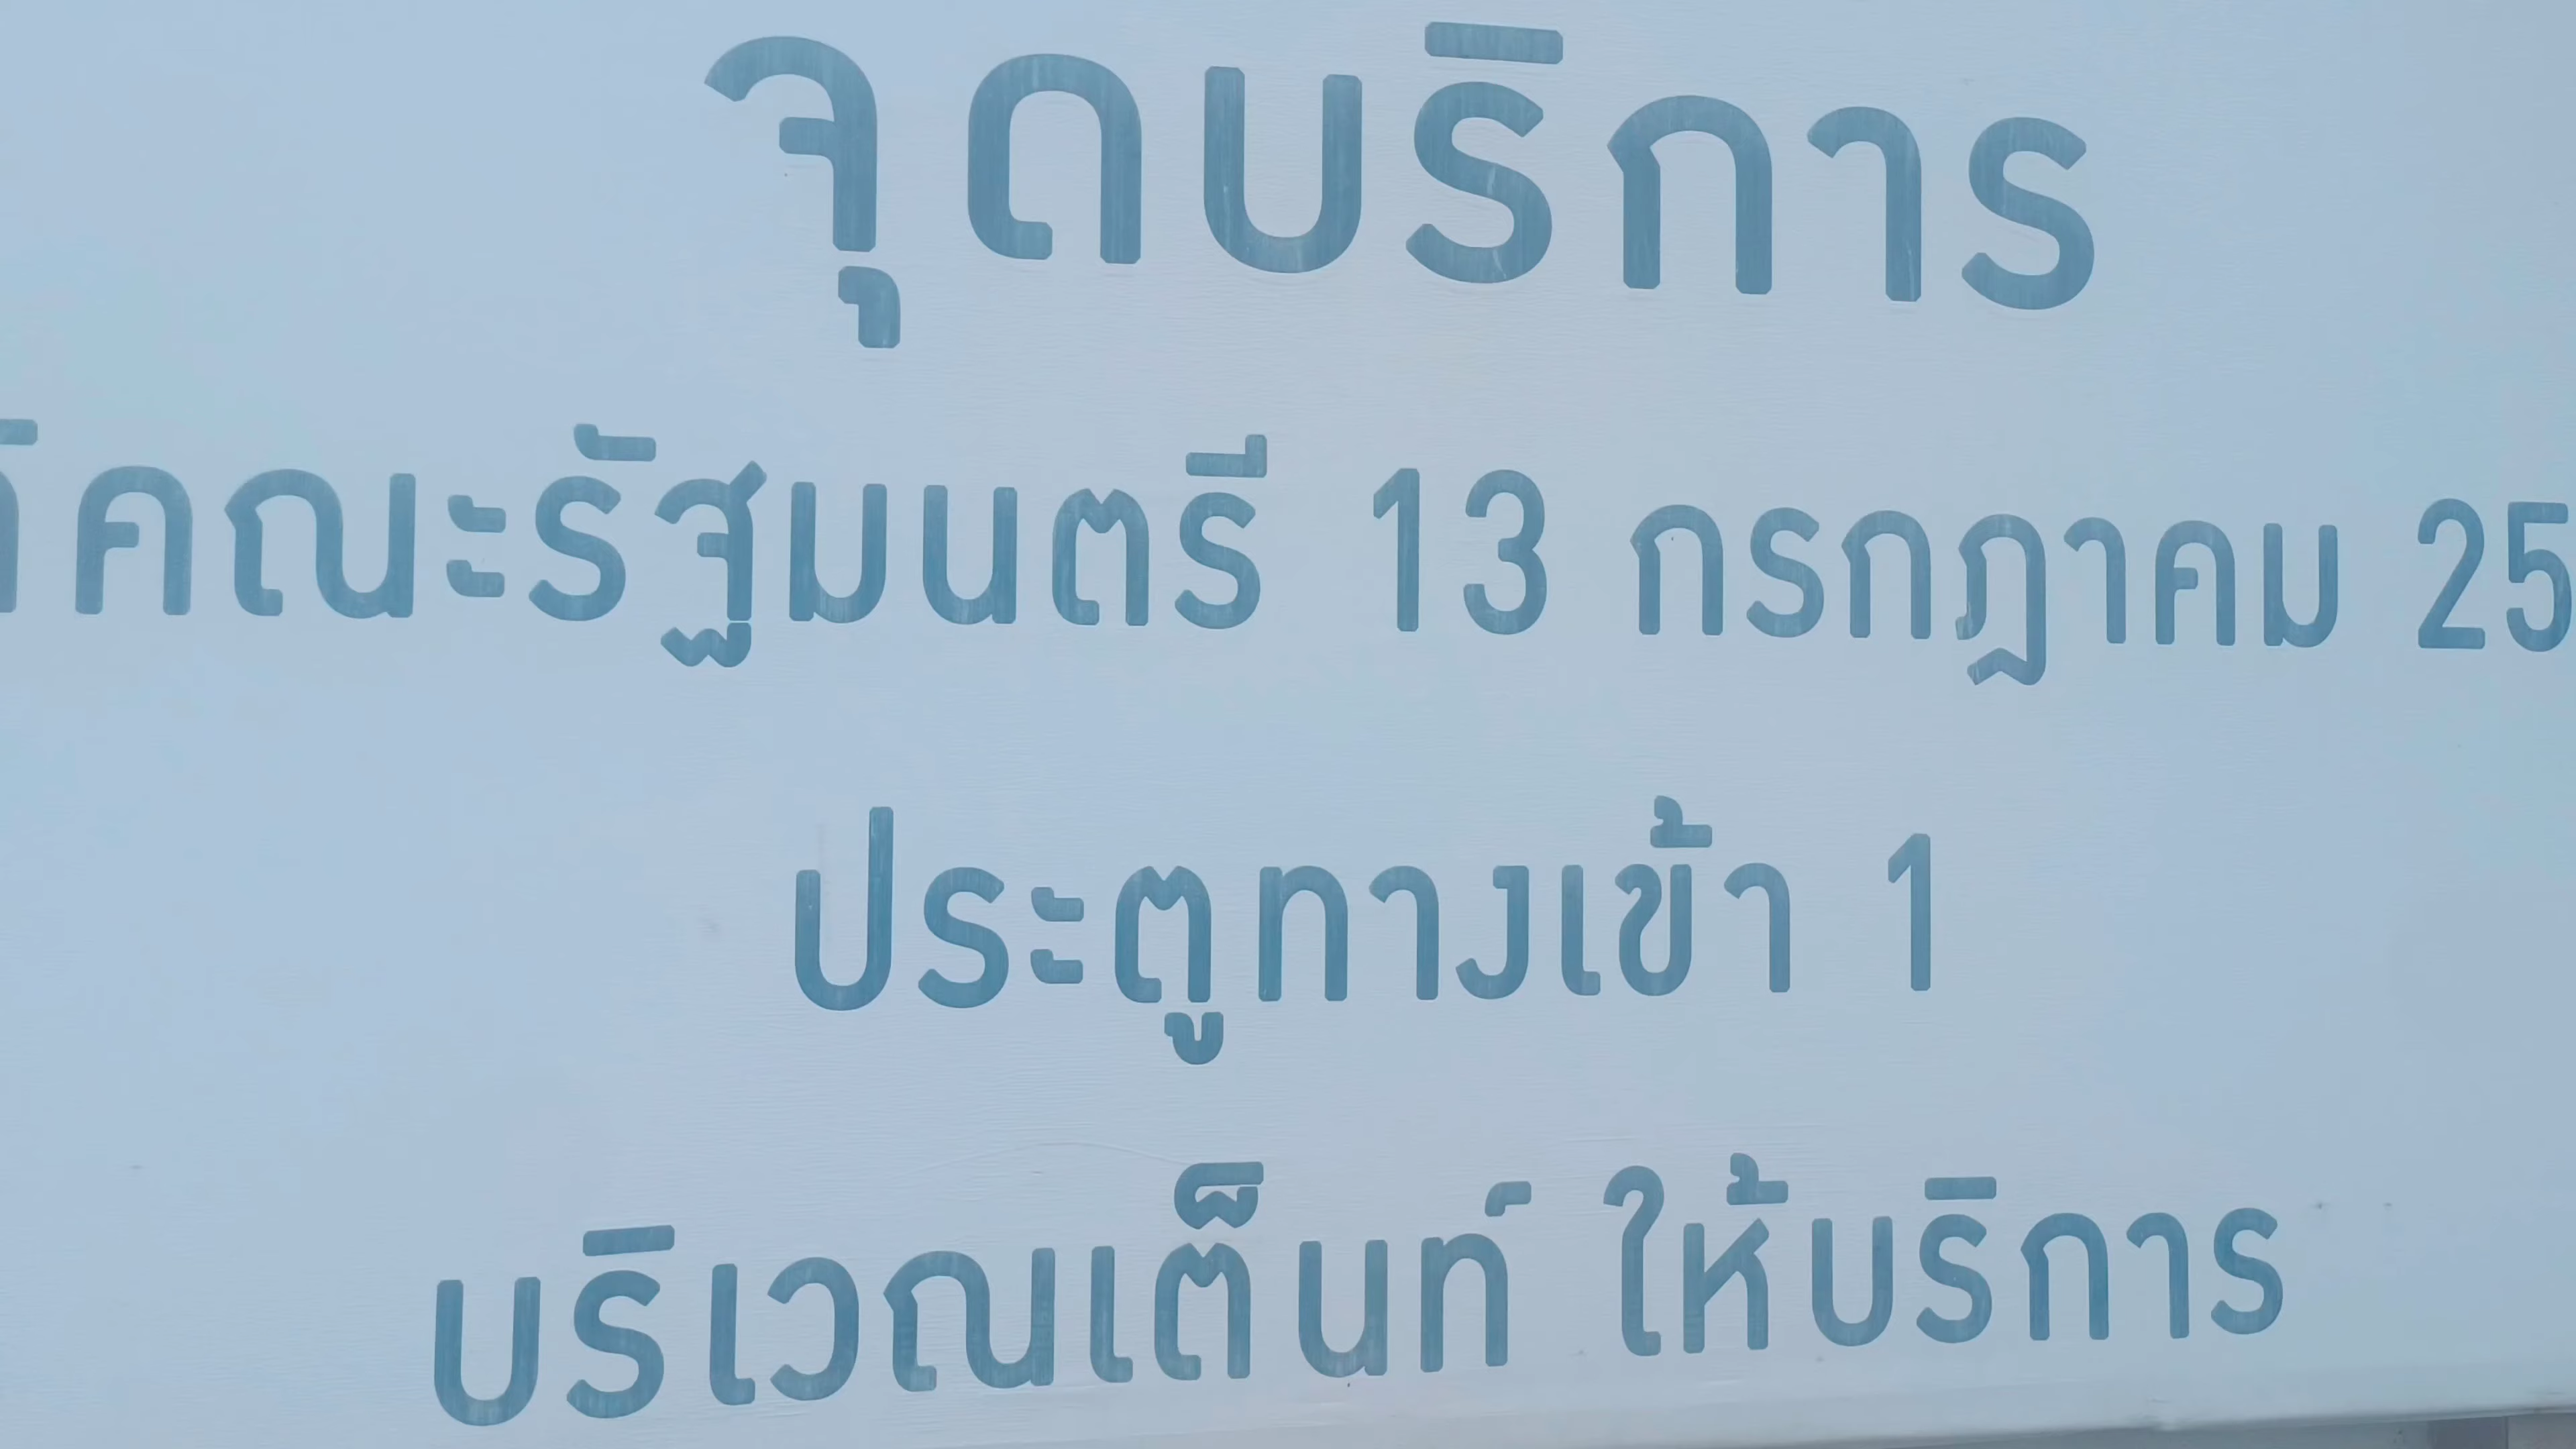 จุดบริการ
คณะรัฐมนตรี 13 กรกฎาคม 25
ประตูทางเข้า 1
บริเวณเต็นท์ ให้บริการ